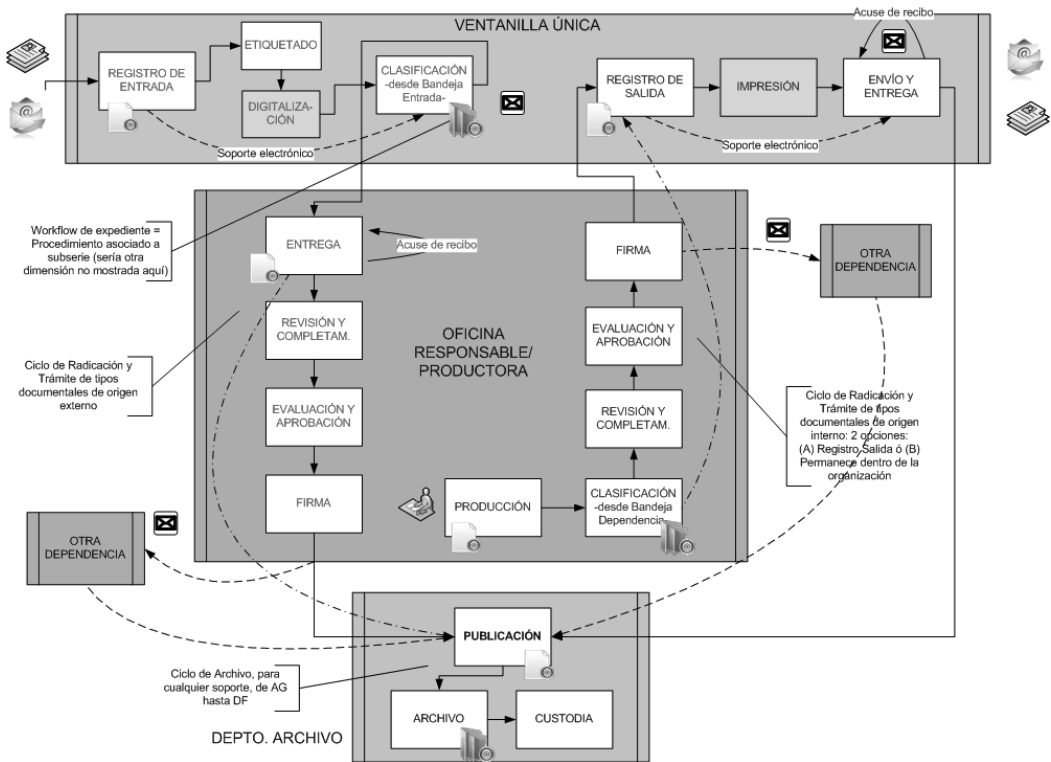 VENTANILLA ÚNICA
Acuse de recibo
ETIQUETADO
REGISTRO DE
ENTRADA
DIGITALIZA-
CIÓN
CLASIFICACIÓN
-desde Bandeja
Entrada-
Soporte electrónico
REGISTRO DE
SALIDA
IMPRESIÓN
ENVÍO Y
ENTREGA
Soporte electrónico
Workflow de expediente =
Procedimiento asociado a
subserie (sería otra
dimensión no mostrada aquí)
ENTREGA
Acuse de recibo
FIRMA
OTRA
DEPENDENCIA
REVISIÓN Y
COMPLETAM.
OFICINA
RESPONSABLE/
PRODUCTORA
EVALUACIÓN Y
APROBACIÓN
Ciclo de Radicación y
Trámite de tipos
documentales de origen
externo
EVALUACIÓN Y
APROBACIÓN
REVISIÓN Y
COMPLETAM.
Ciclo de Radicación y
Trámite de tipos
documentales de origen
interno: 2 opciones:
(A) Registro Salida ó (B)
Permanece dentro de la
organización
FIRMA
PRODUCCIÓN
CLASIFICACIÓN
-desde Bandeja
Dependencia-
OTRA
DEPENDENCIA
PUBLICACIÓN
Ciclo de Archivo, para
cualquier soporte, de AG
hasta DF
ARCHIVO
CUSTODIA
DEPTO. ARCHIVO